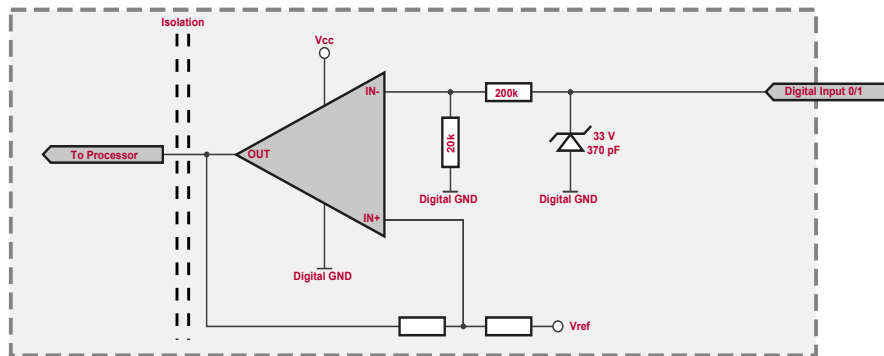 Isolation
Vcc
IN-
200k
Digital Input 0/1
20k
33 V
370 pF
To Processor
OUT
Digital GND
Digital GND
IN+
Digital GND
Vref